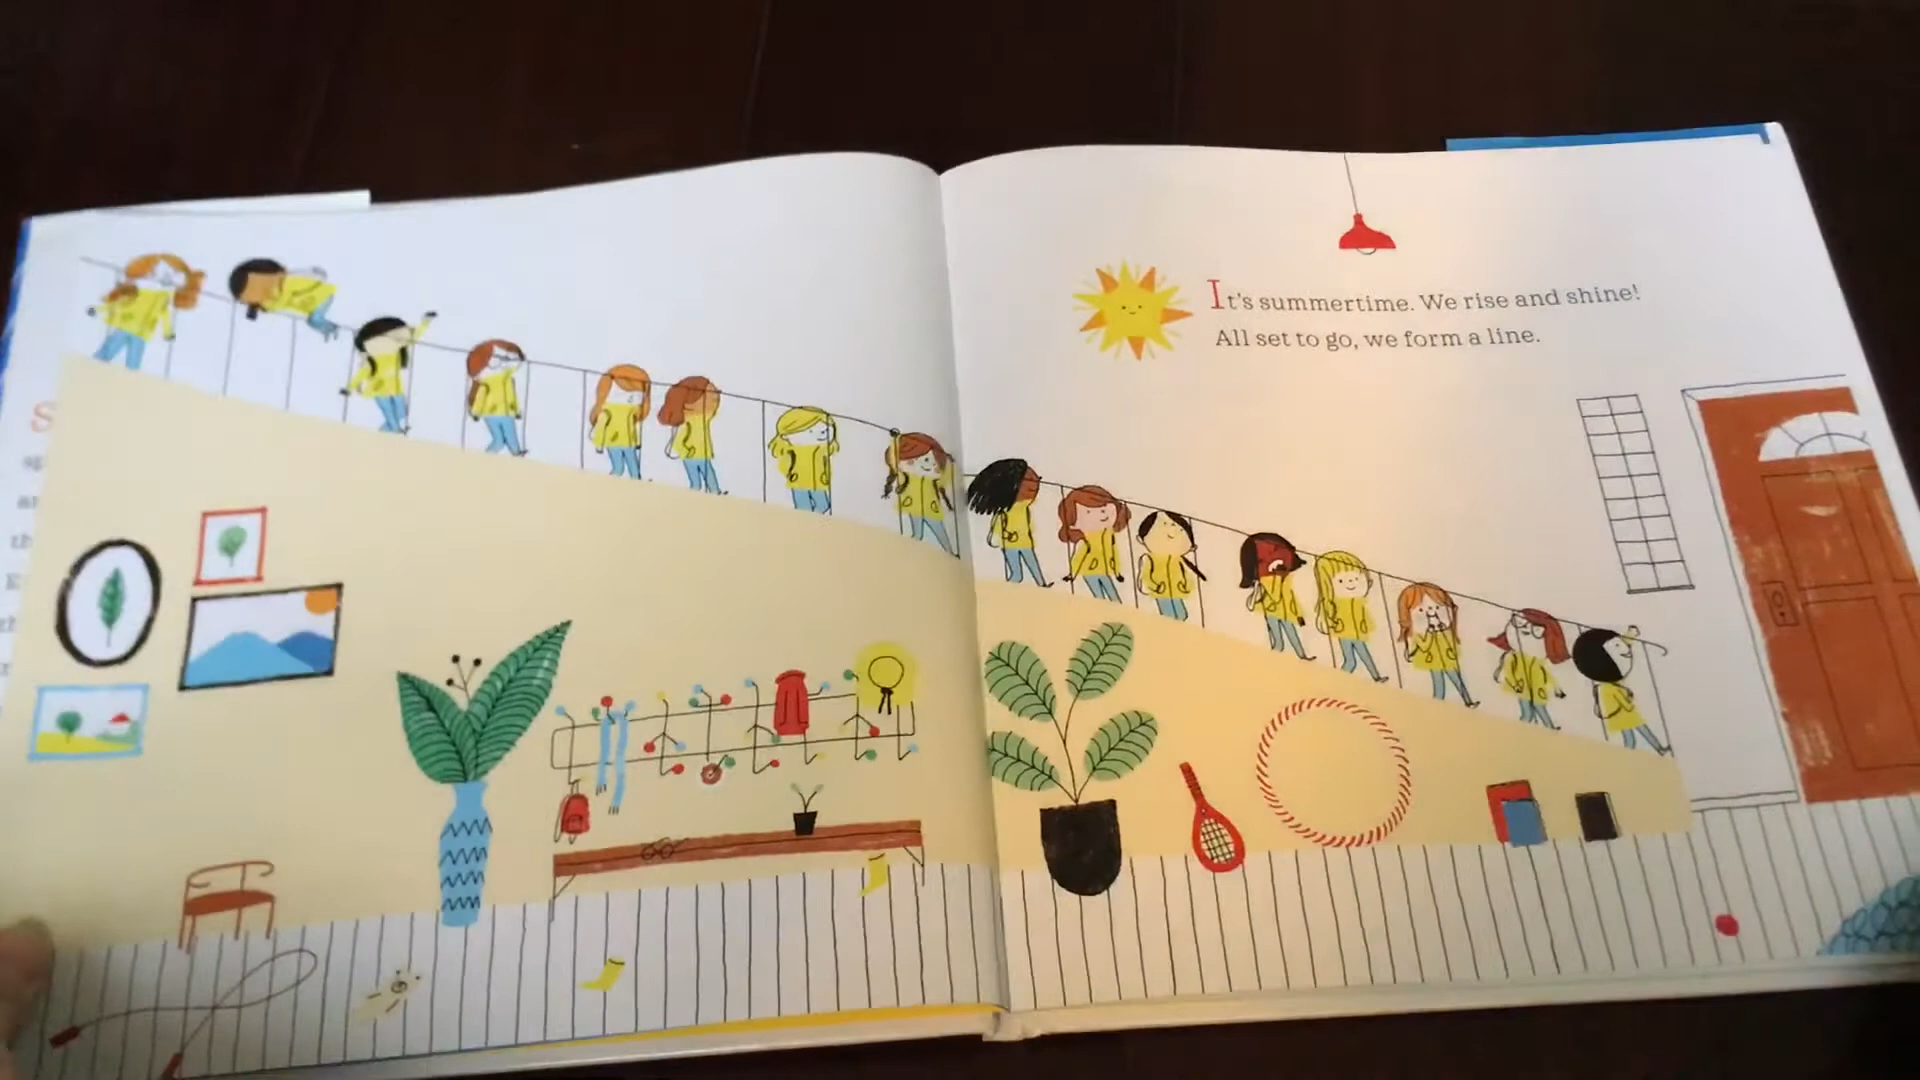 It's summertime. We rise and shine!
All set to go, we form a line.